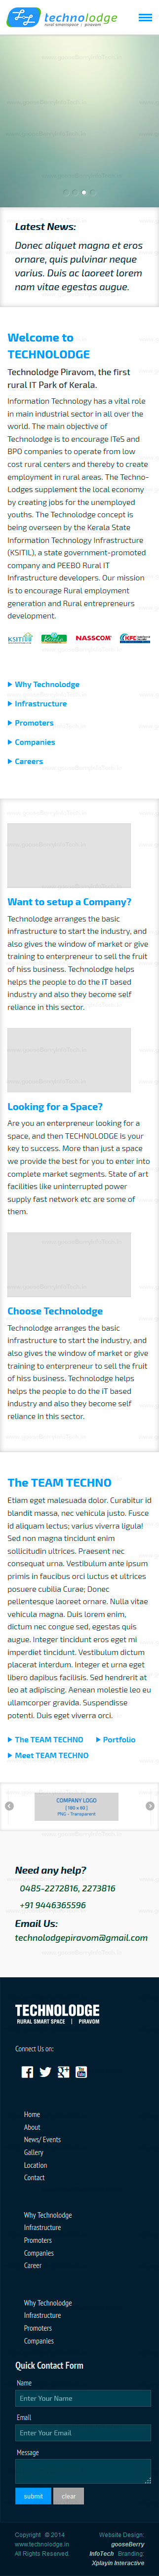 technolodge
rural smart space | piravom
Latest News:
Donec aliquet magna et eros
ornare, quis pulvinar neque
varius. Duis ac laoreet lorem
nam vitae egestas augue.
Welcome to
TECHNOLODGE
Technolodge Piravom, the first
rural IT Park of Kerala.
Information Technology has a vital role
in main industrial sector in all over the
world. The main objective of
Technolodge is to encourage ITeS and
BPO companies to operate from low
cost rural centers and thereby to create
employment in rural areas. The Techno-
Lodges supplement the local economy
by creating jobs for the unemployed
youths. The Technolodge concept is
being overseen by the Kerala State
Information Technology Infrastructure
(KSITIL), a state government-promoted
company and PEEBO Rural IT
Infrastructure developers. Our mission
is to encourage Rural employment
generation and Rural entrepreneurs
development.
KSITIL
Kerala
NASSCOM
KFC
Why Technolodge
Infrastructure
Promoters
Companies
Careers
Want to setup a Company?
Technolodge arranges the basic
infrastructure to start the industry, and
also gives the window of market or give
training to enterprenur to sell the fruit
of hiss business. Technolodge helps
the people to do the iT based
industry and also they become self
reliance in this sector.
Looking for a Space?
Are you an enterprenuer looking for
a space, then TECHNOLODGE is your
key to success. More than just a space
we provide the best for you to enter into
complete market segments. State of art
facilities like uninterrupted power
supply fast network etc are some of
them.
Choose Technolodge
Technolodge arranges the basic
infrastructure to start the industry, and
also gives the window of market or give
training to enterprenur to sell the fruit
of hiss business. Technolodge helps
helps the people to do the iT based
industry and also they become self
reliance in this sector.
The TEAM TECHNO
Etiam eget malesuada dolor. Curabitur id
blandit massa, nec vehicula justo. Fusce
id aliquam lectus; varius viverra ligula!
Sed non magna tincidunt enim
sollicitudin ultrices. Praesent nec
consequat urna. Vestibulum ante ipsum
primis in faucibus orci luctus et ultrices
posuere cubilia Curae; Donec
pellentesque laoreet ornare. Nulla vitae
vehicula magna. Duis lorem enim,
dictum nec congue sed, egestas quis
augue. Integer tincidunt eros eget mi
imperdiet tincidunt. Vestibulum dictum
placerat interdum. Integer et urna eget
libero dapibus facilisis. Sed hendrerit at
leo at adipiscing. Aenean molestie leo eu
ullamcorper gravida. Suspendisse
potenti. Duis eget viverra orci.
The TEAM TECHNO Portfolio
Meet TEAM TECHNO
COMPANY LOGO
[ 180 x 60 ]
PNG - Transparent
Need any help?
0485-2272816, 2273816
+91 9446365596
Email Us:
technolodgepiravom@gmail.com
TECHNOLODGE
RURAL SMART SPACE | PIRAVOM
Connect Us on:
Home
About
News/ Events
Gallery
Location
Contact
Why Technolodge
Infrastructure
Promoters
Companies
Career
Why Technolodge
Infrastructure
Promoters
Companies
Quick Contact Form
Name
Enter Your Name
Email
Enter Your Email
Message
submit clear
Copyright © 2014
www.technolodge.in
All Rights Reserved.
Website Design:
gooseBerry
InfoTech Branding:
Xplayin Interactive